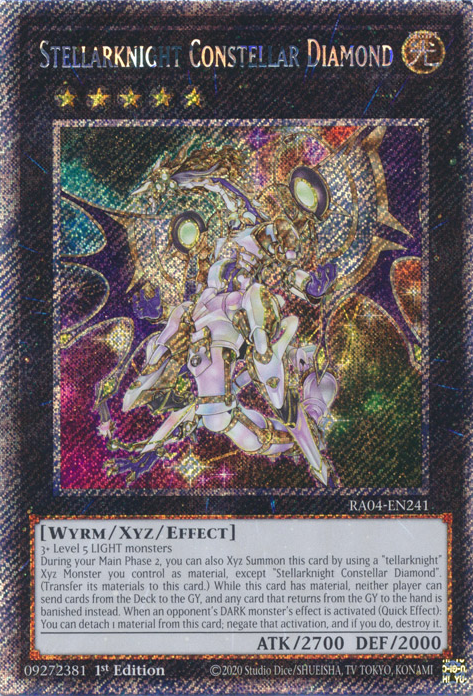 STELLARKNIGHT CONSTELLAR DIAMOND
光
RA04-EN241
[WYRM/XYZ/EFFECT]
3+ Level 5 LIGHT monsters
During your Main Phase 2, you can also Xyz Summon this card by using a "tellarknight"
Xyz Monster you control as material, except "Stellarknight Constellar Diamond".
(Transfer its materials to this card.) While this card has material, neither player can
send cards from the Deck to the GY, and any card that returns from the GY to the hand is
banished instead. When an opponent's DARK monster's effect is activated (Quick Effect):
You can detach 1 material from this card; negate that activation, and if you do, destroy it.
ATK/2700 DEF/2000
09272381 1st Edition ©2020 Studio Dice/SHUEISHA, TV TOKYO, KONAMI